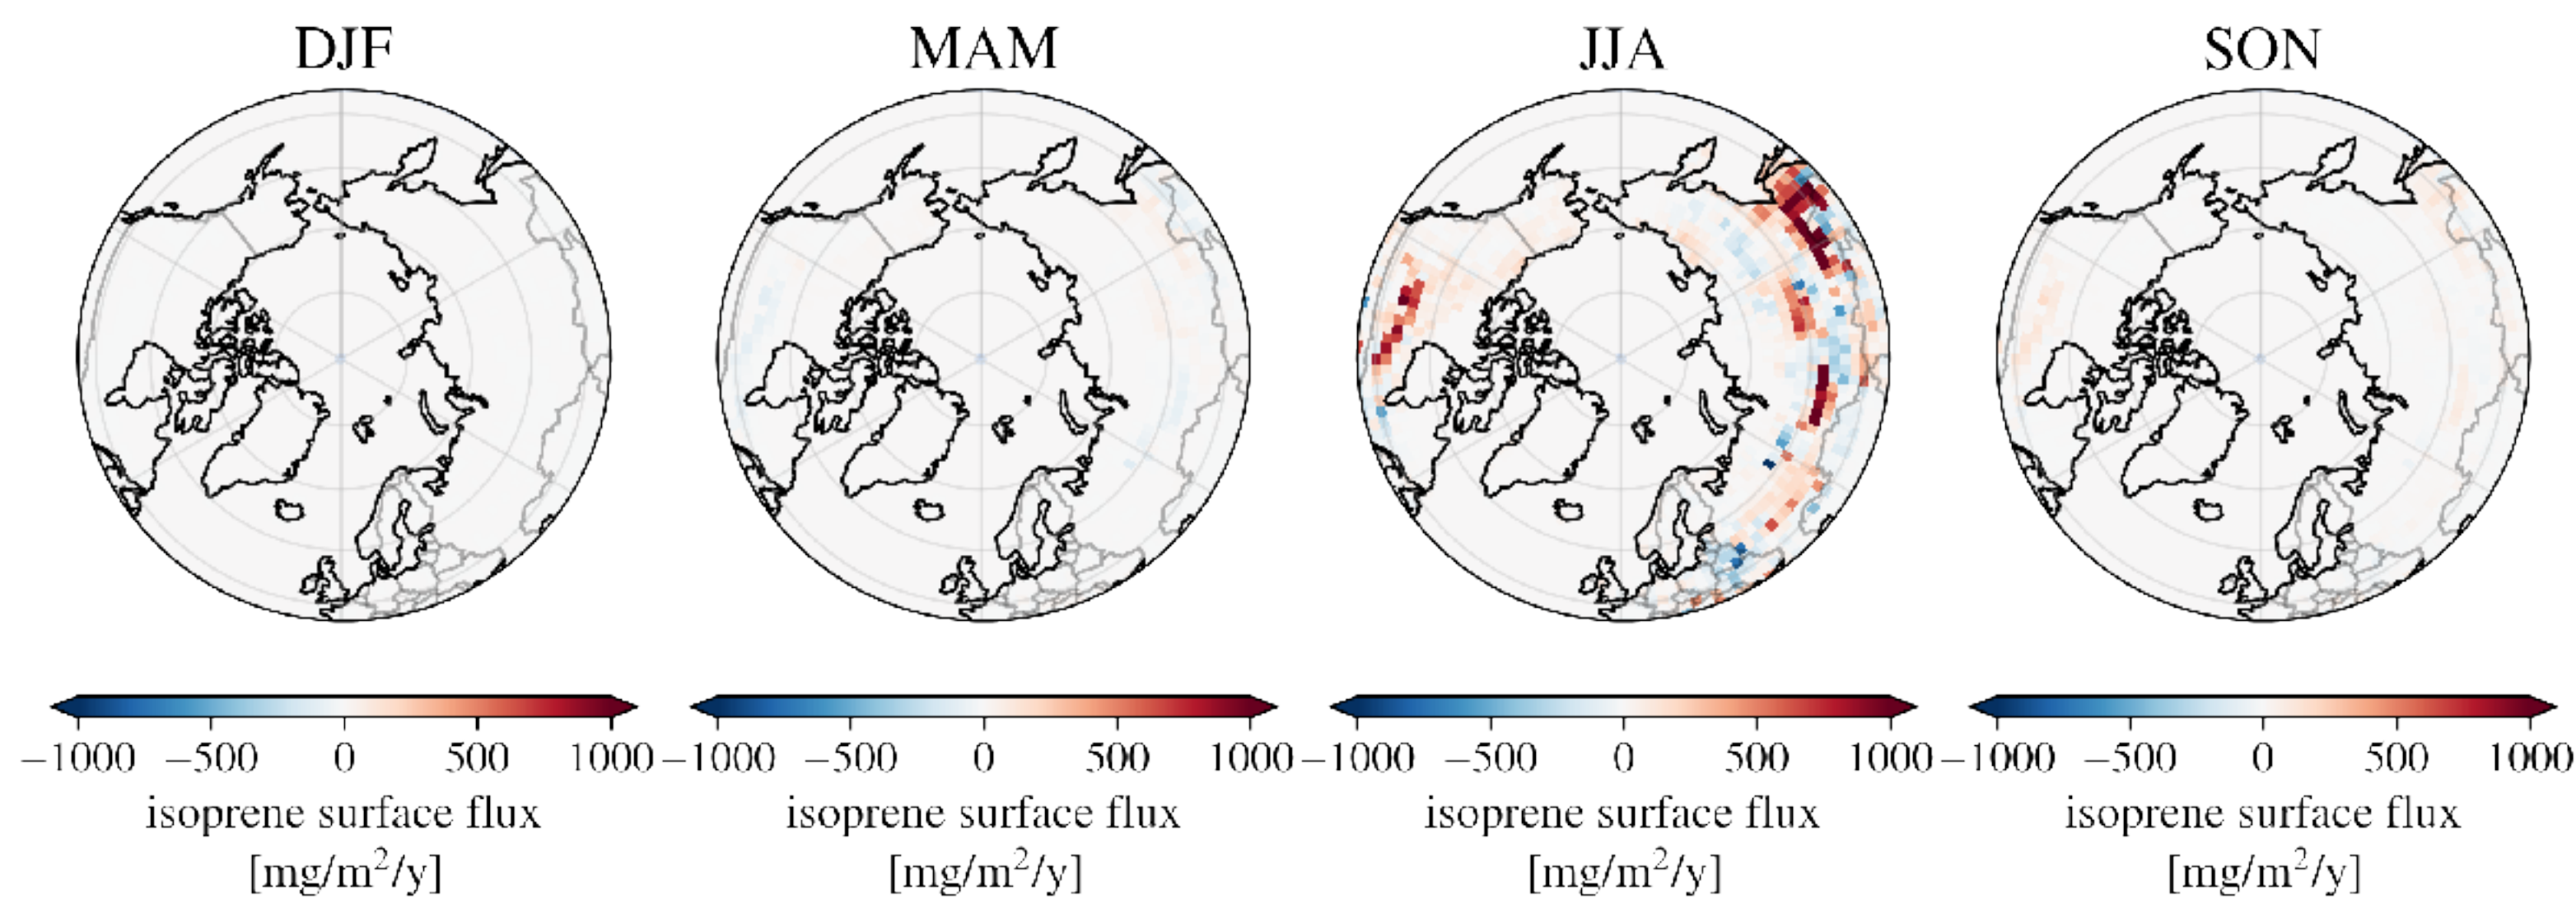 DJF MAM JJA SON
−1000 −500 0 500 1000 −1000 −500 0 500 1000 −1000 −500 0 500 1000 −1000 −500 0 500 1000
isoprene surface flux isoprene surface flux isoprene surface flux isoprene surface flux
[mg/m²/y] [mg/m²/y] [mg/m²/y] [mg/m²/y]